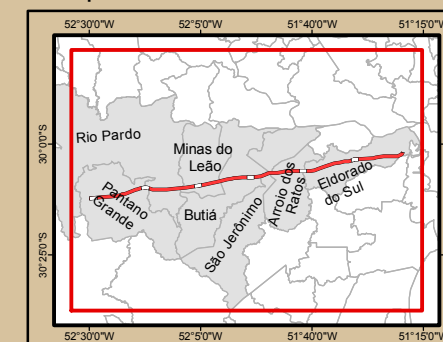 52°30'0"W 52°5'0"W 51°40'0"W 51°15'0"W
30°0'0"S
30°25'0"S
Rio Pardo
Minas do
Leão
Pantano
Grande
Butiá
São Jerônimo
Arroio dos
Ratos
Eldorado
do Sul
52°30'0"W 52°5'0"W 51°40'0"W 51°15'0"W